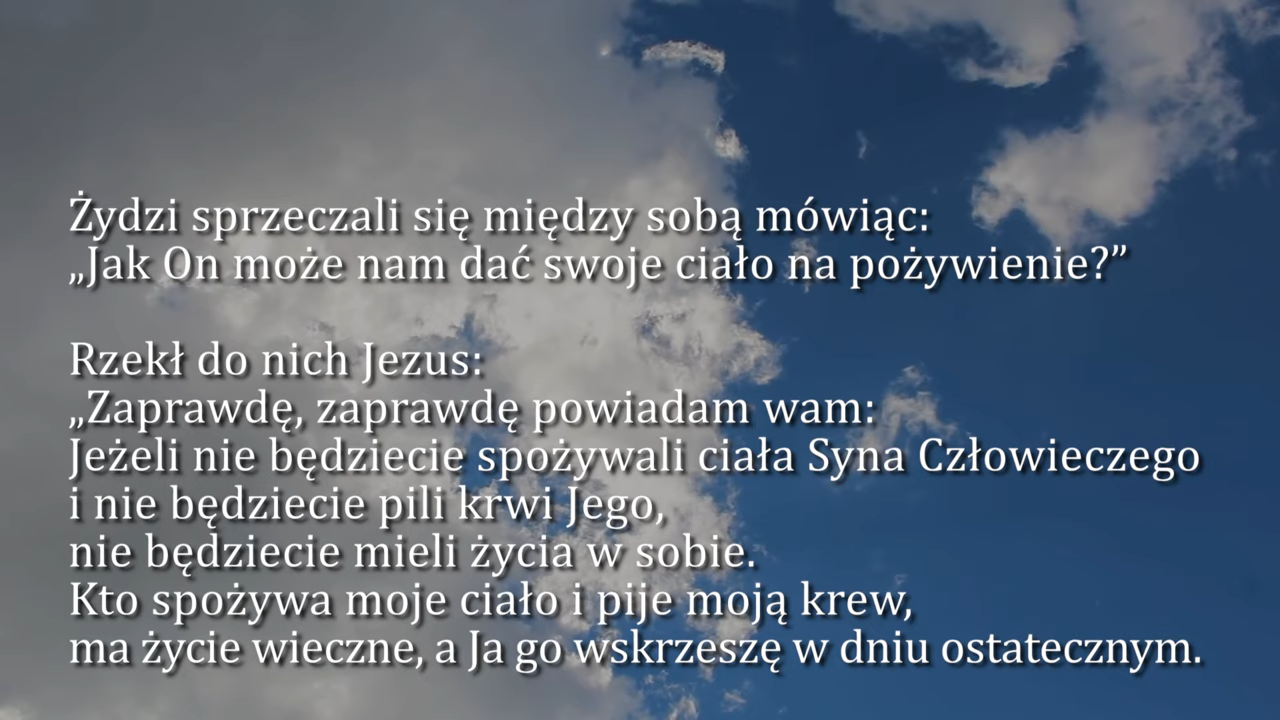 Żydzi sprzeczali się między sobą mówiąc:
„Jak On może nam dać swoje ciało na pożywienie?”
Rzekł do nich Jezus:
„Zaprawdę, zaprawdę powiadam wam:
Jeżeli nie będziecie spożywali ciała Syna Człowieczego
i nie będziecie pili krwi Jego,
nie będziecie mieli życia w sobie.
Kto spożywa moje ciało i pije moją krew,
ma życie wieczne, a Ja go wskrzeszę w dniu ostatecznym.